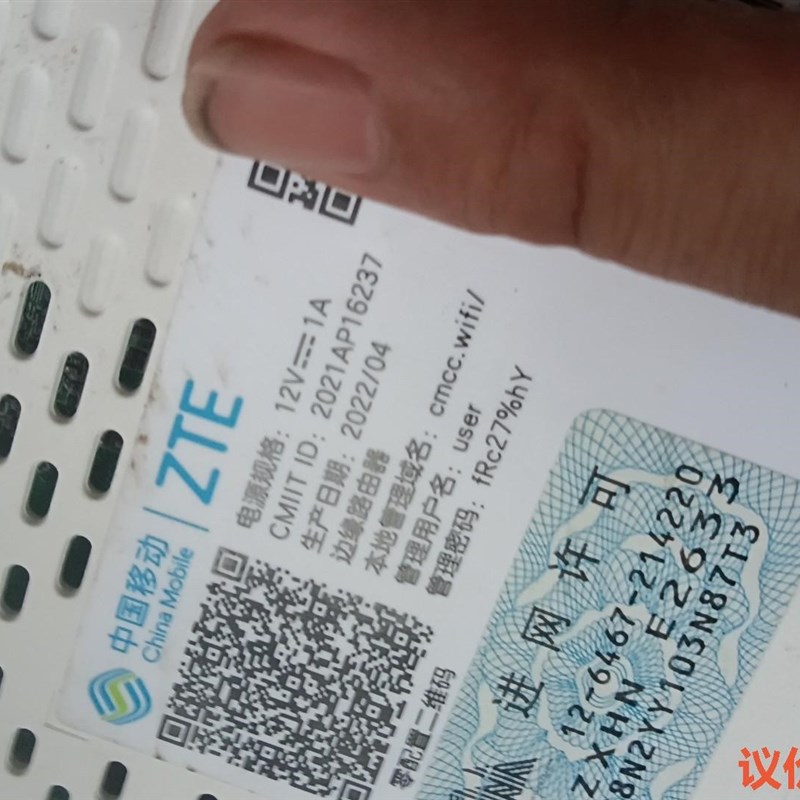 中国移动
China Mobile
ZTE
电源规格：12V⎓1A
CMIIT ID：2021AP16237
生产日期：2022/04
边缘路由器
本地管理域名：cmcc.wifi/
管理用户名：user
管理密码：fRc27%hY
零配置二维码
进网许可
12-6467-214220
ZXHN E2633
8N2YY103N87T3